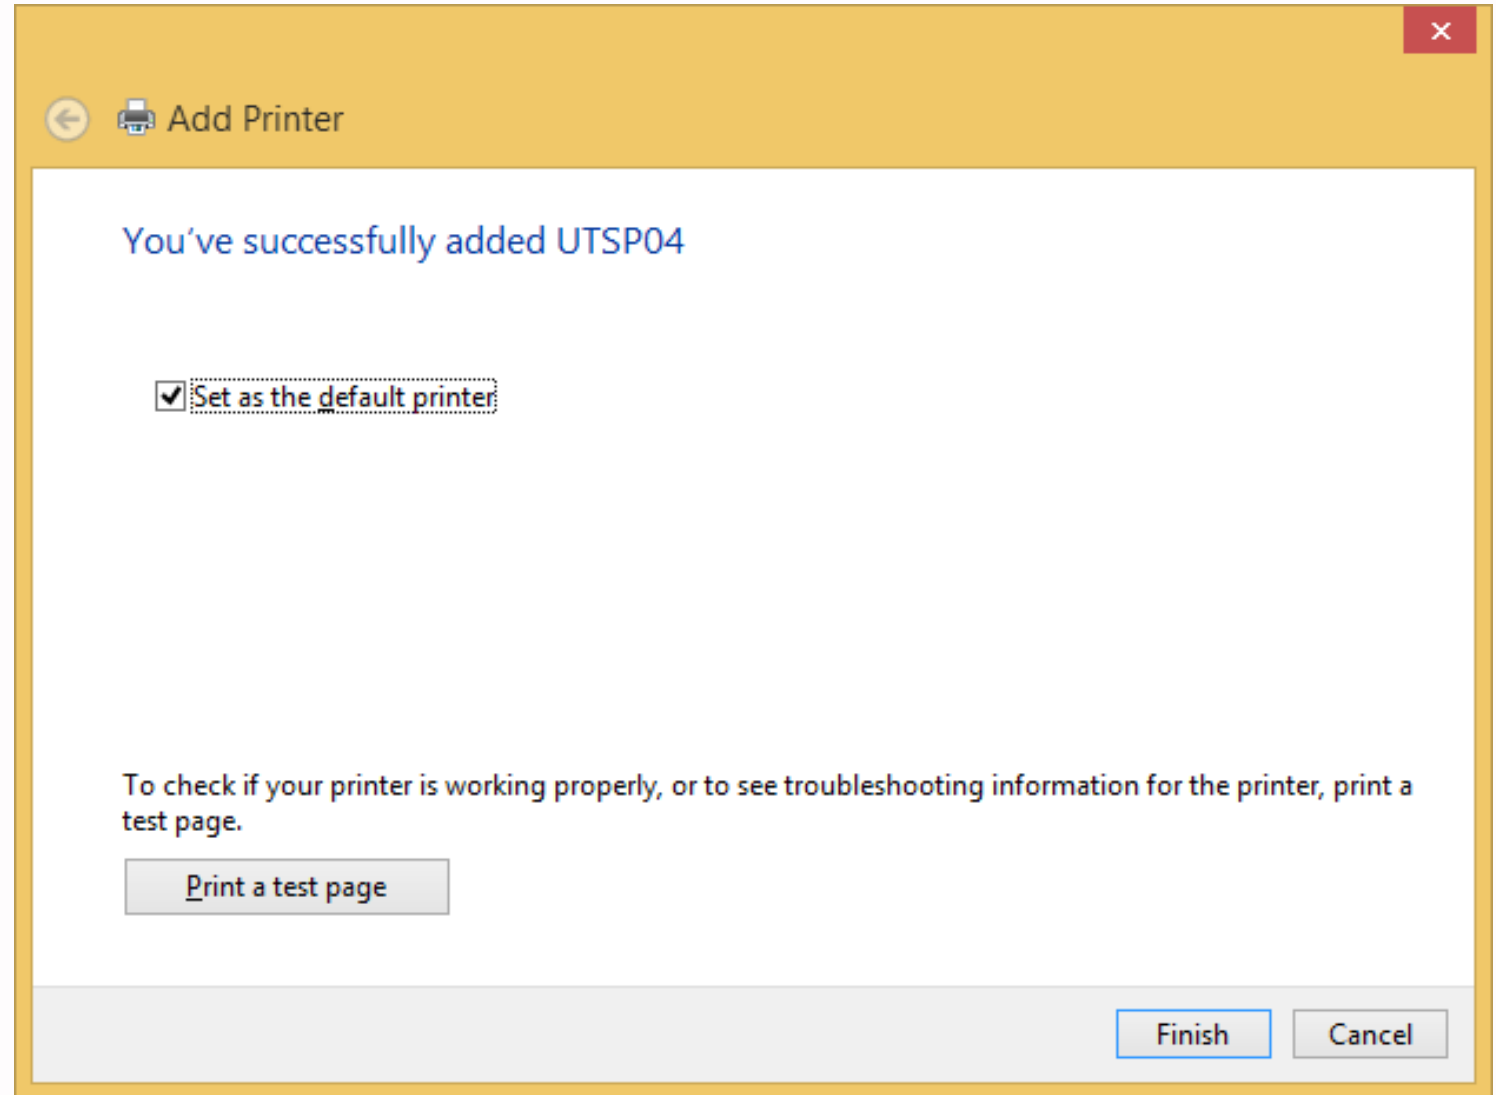 Add Printer
You've successfully added UTSP04
Set as the default printer
To check if your printer is working properly, or to see troubleshooting information for the printer, print a
test page.
Print a test page
Finish Cancel